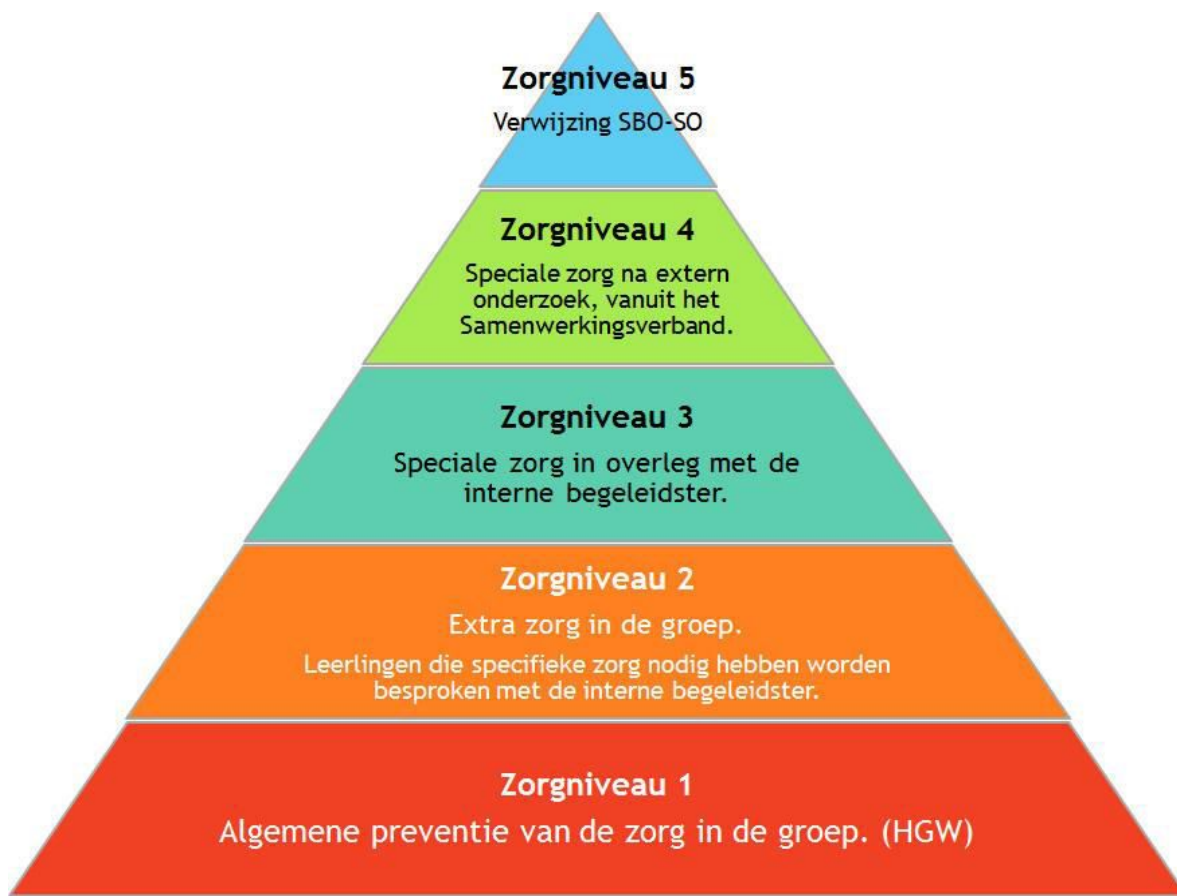 Zorgniveau 5
Verwijzing SBO-SO
Zorgniveau 4
Speciale zorg na extern
onderzoek, vanuit het
Samenwerkingsverband.
Zorgniveau 3
Speciale zorg in overleg met de
interne begeleidster.
Zorgniveau 2
Extra zorg in de groep.
Leerlingen die specifieke zorg nodig hebben worden
besproken met de interne begeleidster.
Zorgniveau 1
Algemene preventie van de zorg in de groep. (HGW)